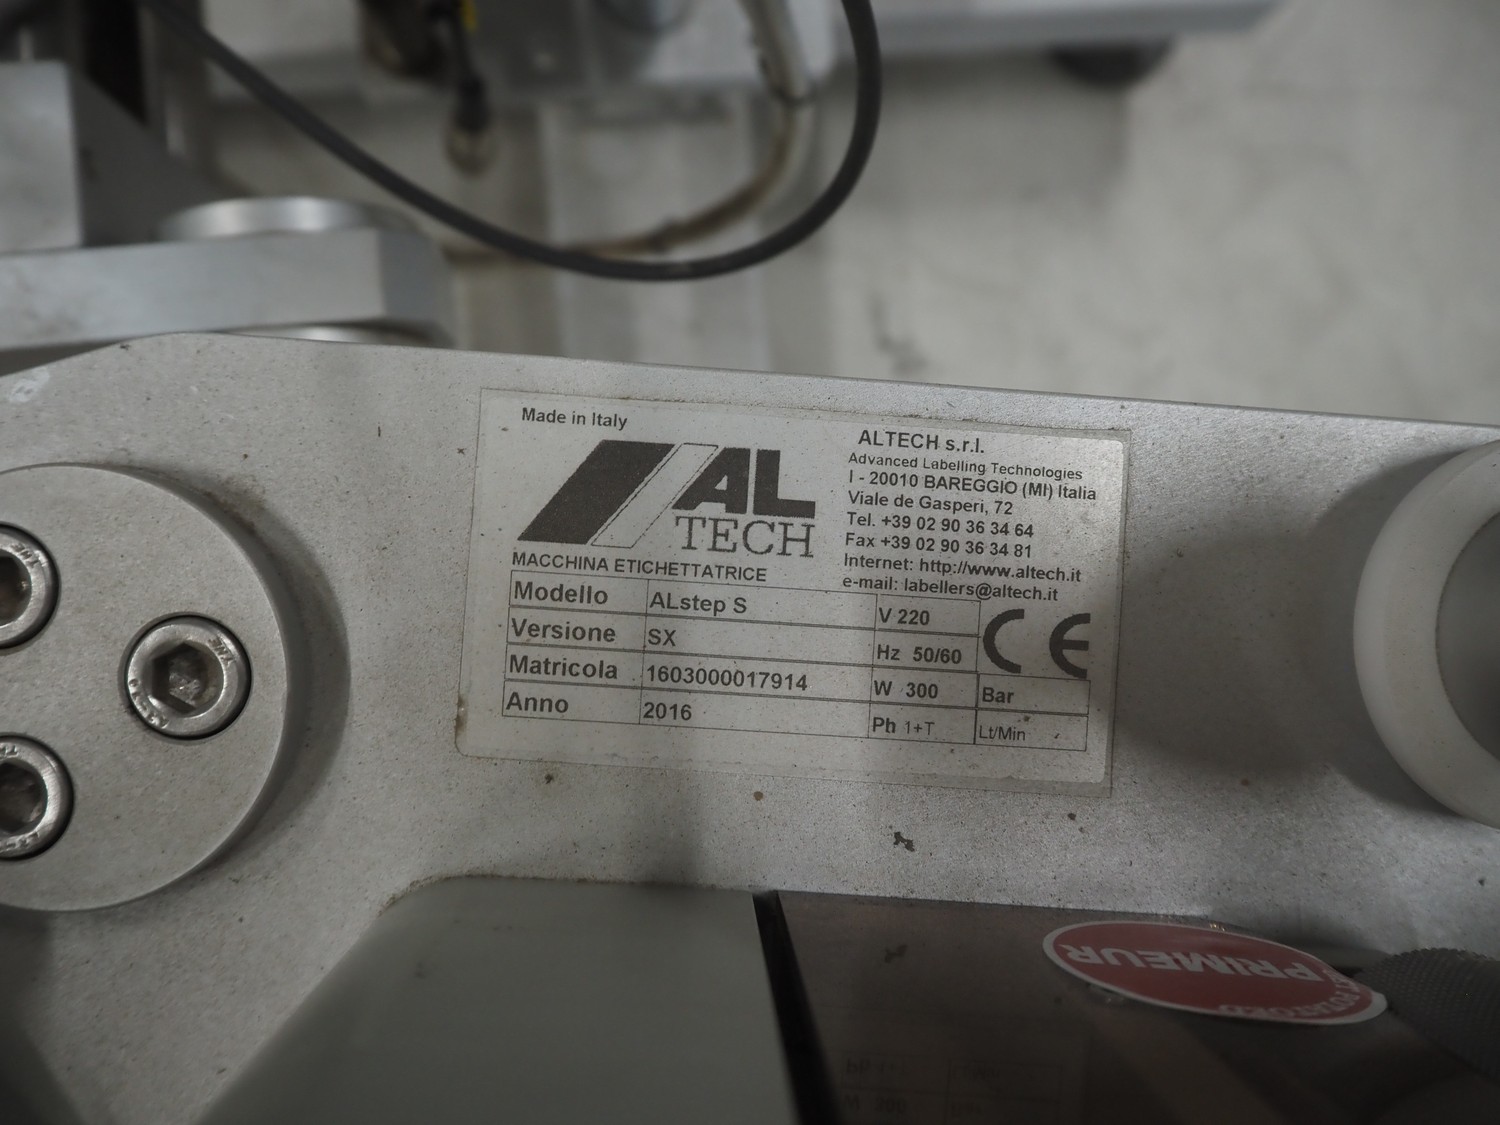 Made in Italy
AL
TECH
ALTECH s.r.l.
Advanced Labelling Technologies
I - 20010 BAREGGIO (MI) Italia
Viale de Gasperi, 72
Tel. +39 02 90 36 34 64
Fax +39 02 90 36 34 81
Internet: http://www.altech.it
e-mail: labellers@altech.it
MACCHINA ETICHETTATRICE
Modello ALstep S V 220
Versione SX Hz 50/60
CE
Matricola 1603000017914 W 300 Bar
Anno 2016 Ph 1+T Lt/Min
PRIMEUR